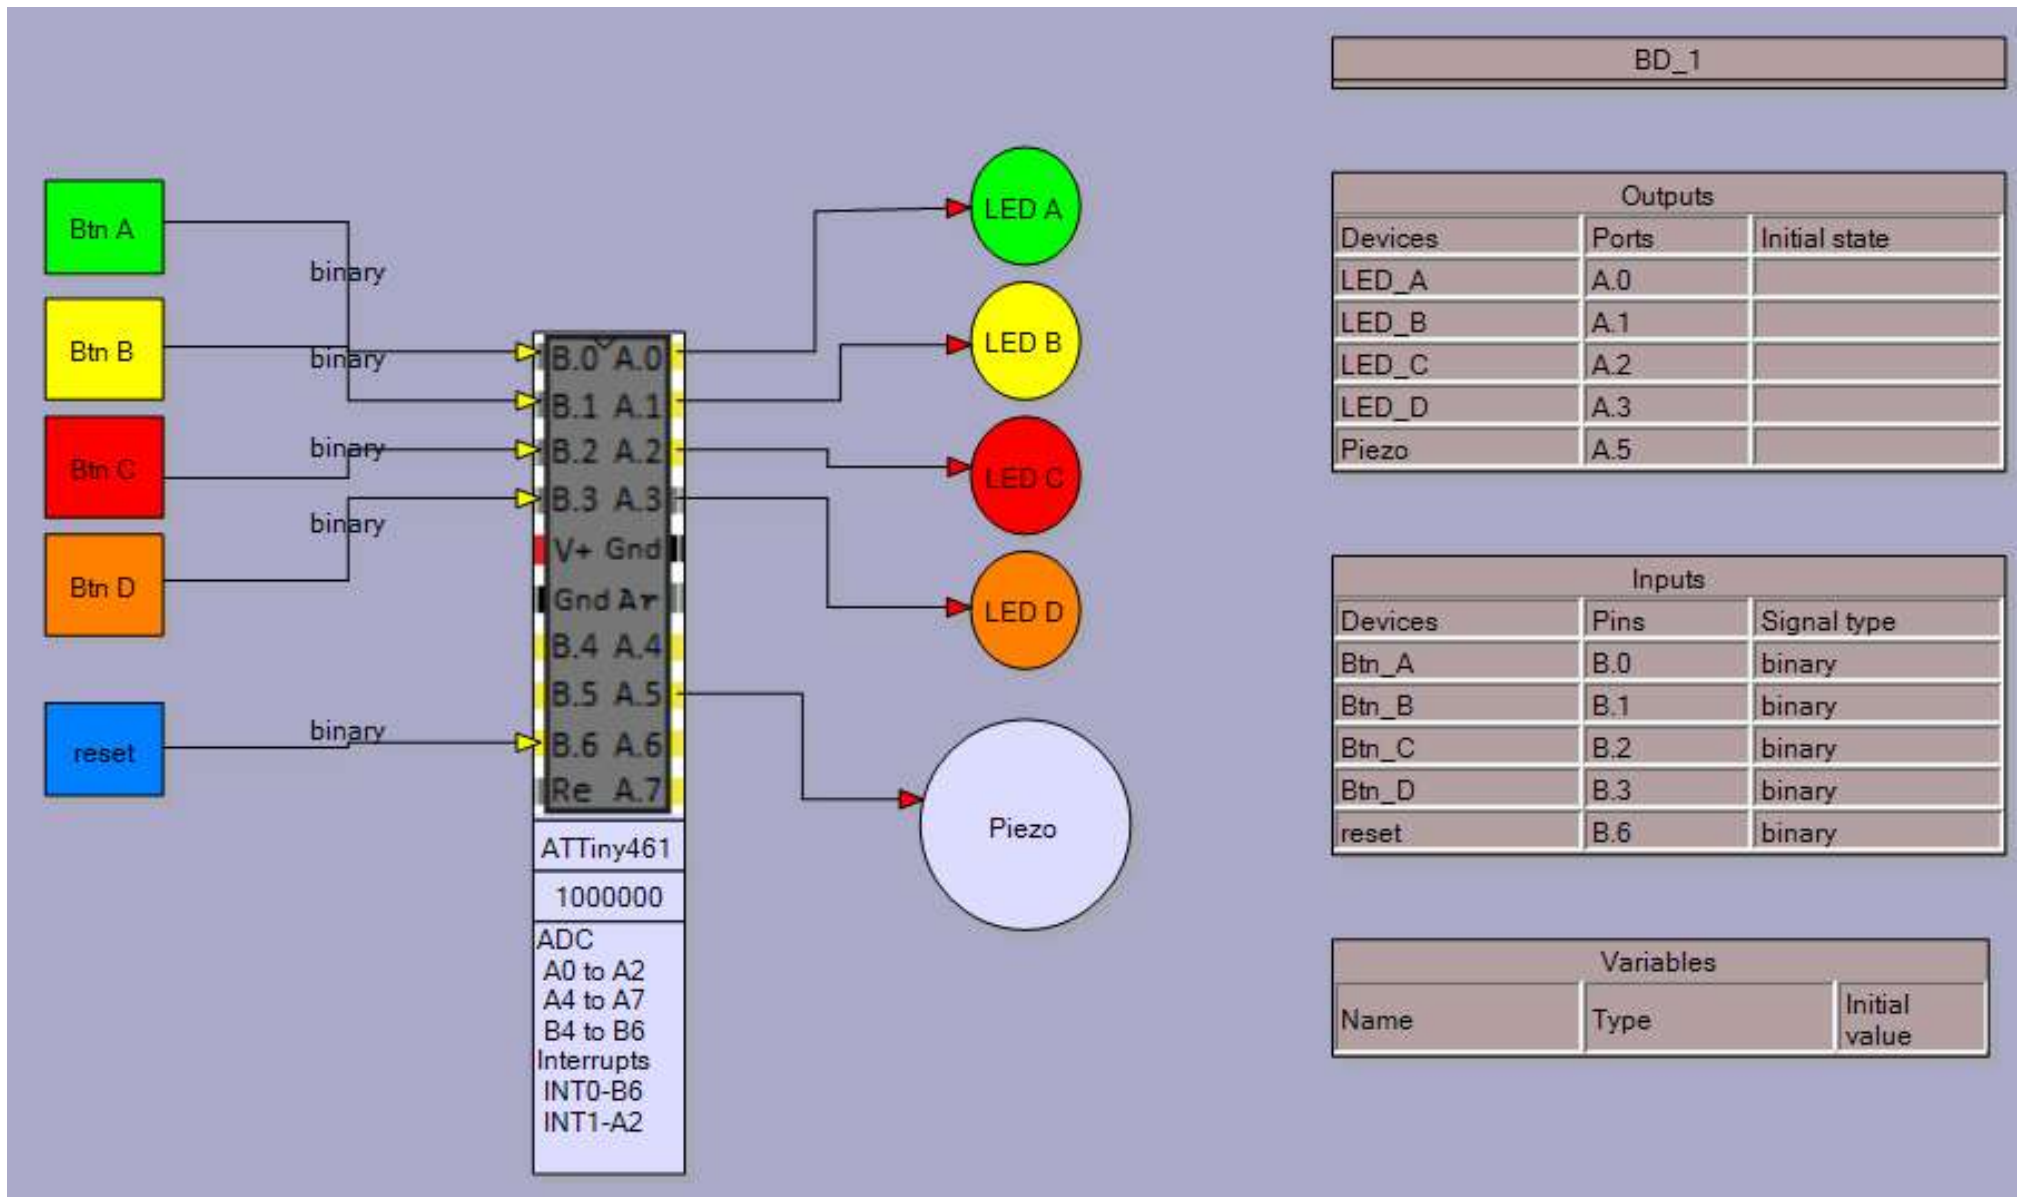 Btn A
Btn B
Btn C
Btn D
reset
binary
binary
binary
binary
binary
B.0 A.0
B.1 A.1
B.2 A.2
B.3 A.3
V+ Gnd
Gnd Ar
B.4 A.4
B.5 A.5
B.6 A.6
Re A.7
ATTiny461
1000000
ADC
A0 to A2
A4 to A7
B4 to B6
Interrupts
INT0-B6
INT1-A2
LED A
LED B
LED C
LED D
Piezo
BD_1
Outputs
Devices Ports Initial state
LED_A A.0
LED_B A.1
LED_C A.2
LED_D A.3
Piezo A.5
Inputs
Devices Pins Signal type
Btn_A B.0 binary
Btn_B B.1 binary
Btn_C B.2 binary
Btn_D B.3 binary
reset B.6 binary
Variables
Name Type Initial
value